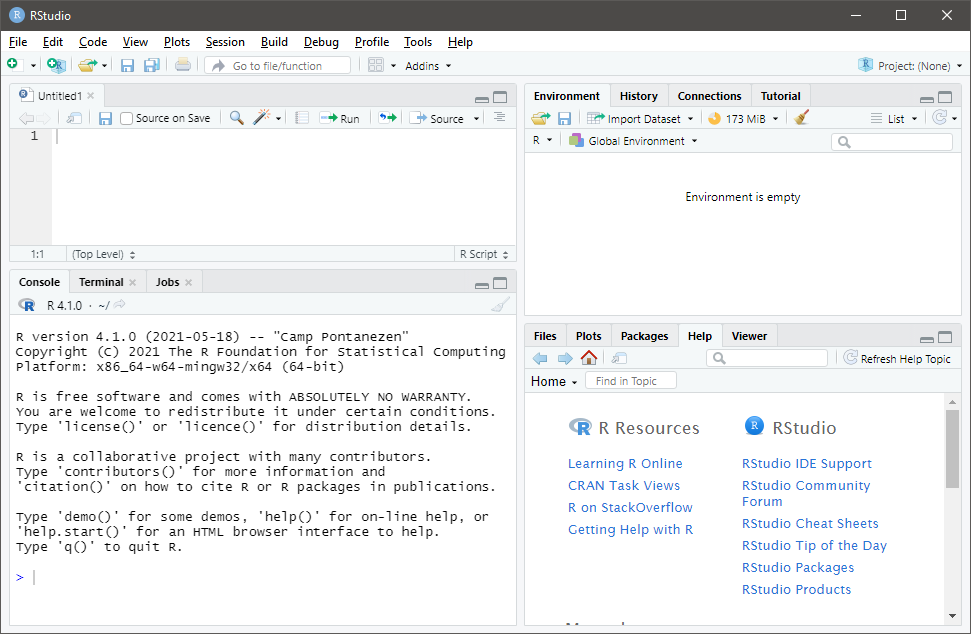 RStudio
File Edit Code View Plots Session Build Debug Profile Tools Help
Go to file/function Addins Project: (None)
Untitled1
Source on Save Run Source
1
1:1 (Top Level) R Script
Console Terminal Jobs
R 4.1.0 · ~/
R version 4.1.0 (2021-05-18) -- "Camp Pontanezen"
Copyright (C) 2021 The R Foundation for Statistical Computing
Platform: x86_64-w64-mingw32/x64 (64-bit)
R is free software and comes with ABSOLUTELY NO WARRANTY.
You are welcome to redistribute it under certain conditions.
Type 'license()' or 'licence()' for distribution details.
R is a collaborative project with many contributors.
Type 'contributors()' for more information and
'citation()' on how to cite R or R packages in publications.
Type 'demo()' for some demos, 'help()' for on-line help, or
'help.start()' for an HTML browser interface to help.
Type 'q()' to quit R.
>
Environment History Connections Tutorial
Import Dataset 173 MiB List
R Global Environment
Environment is empty
Files Plots Packages Help Viewer
Refresh Help Topic
Home Find in Topic
R Resources
Learning R Online
CRAN Task Views
R on StackOverflow
Getting Help with R
RStudio
RStudio IDE Support
RStudio Community
Forum
RStudio Cheat Sheets
RStudio Tip of the Day
RStudio Packages
RStudio Products